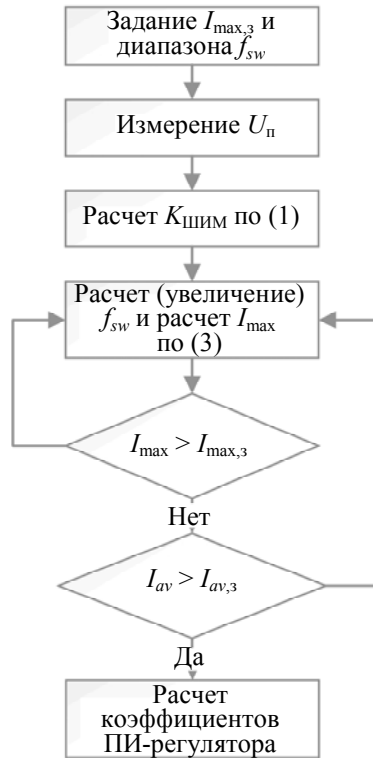 Задание I_max,з и
диапазона f_sw
Измерение U_п
Расчет K_ШИМ по (1)
Расчет (увеличение)
f_sw и расчет I_max
по (3)
I_max > I_max,з
Нет
I_av > I_av,з
Да
Расчет
коэффициентов
ПИ-регулятора